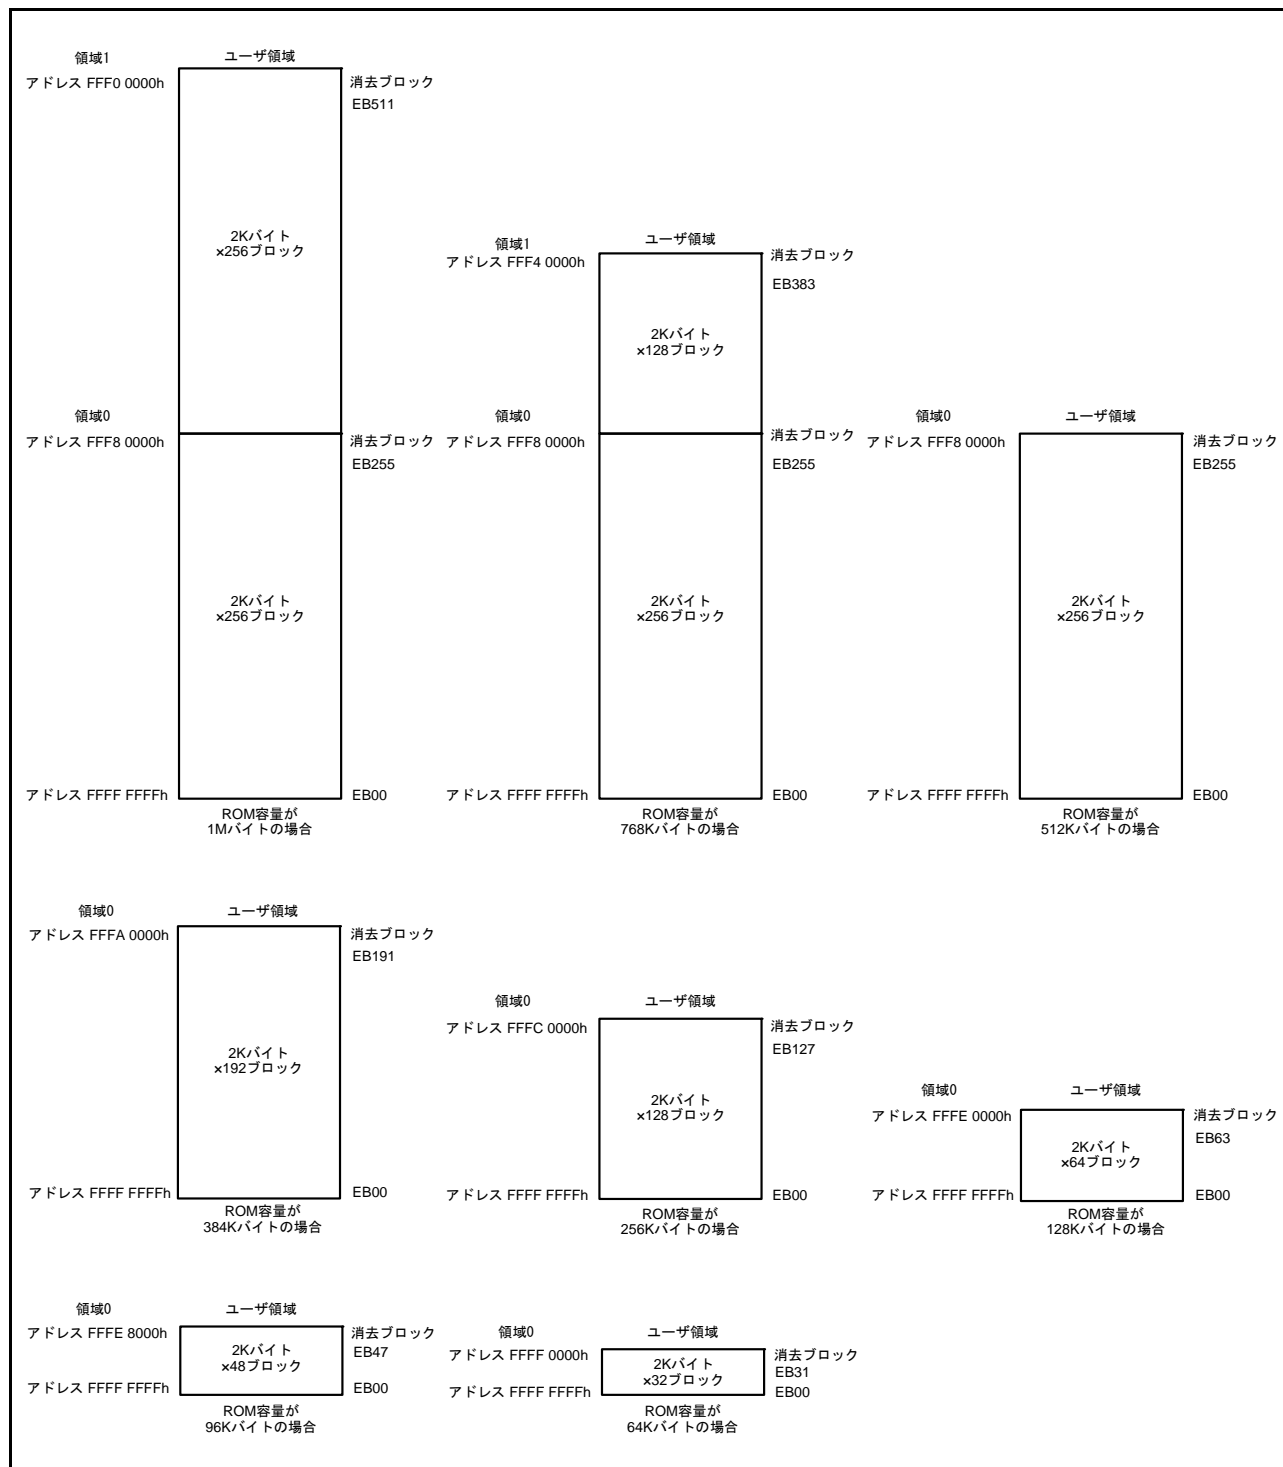 領域1
ユーザ領域
アドレス FFF0 0000h
消去ブロック
EB511
2Kバイト
×256ブロック
領域0
アドレス FFF8 0000h
消去ブロック
EB255
2Kバイト
×256ブロック
アドレス FFFF FFFFh
EB00
ROM容量が
1Mバイトの場合
領域1
ユーザ領域
アドレス FFF4 0000h
消去ブロック
EB383
2Kバイト
×128ブロック
領域0
アドレス FFF8 0000h
消去ブロック
EB255
2Kバイト
×256ブロック
アドレス FFFF FFFFh
EB00
ROM容量が
768Kバイトの場合
領域0
ユーザ領域
アドレス FFF8 0000h
消去ブロック
EB255
2Kバイト
×256ブロック
アドレス FFFF FFFFh
EB00
ROM容量が
512Kバイトの場合
領域0
ユーザ領域
アドレス FFFA 0000h
消去ブロック
EB191
2Kバイト
×192ブロック
アドレス FFFF FFFFh
EB00
ROM容量が
384Kバイトの場合
領域0
ユーザ領域
アドレス FFFC 0000h
消去ブロック
EB127
2Kバイト
×128ブロック
アドレス FFFF FFFFh
EB00
ROM容量が
256Kバイトの場合
領域0
ユーザ領域
アドレス FFFE 0000h
消去ブロック
EB63
2Kバイト
×64ブロック
アドレス FFFF FFFFh
EB00
ROM容量が
128Kバイトの場合
領域0
ユーザ領域
アドレス FFFE 8000h
消去ブロック
EB47
2Kバイト
×48ブロック
アドレス FFFF FFFFh
EB00
ROM容量が
96Kバイトの場合
領域0
ユーザ領域
アドレス FFFF 0000h
消去ブロック
EB31
2Kバイト
×32ブロック
アドレス FFFF FFFFh
EB00
ROM容量が
64Kバイトの場合